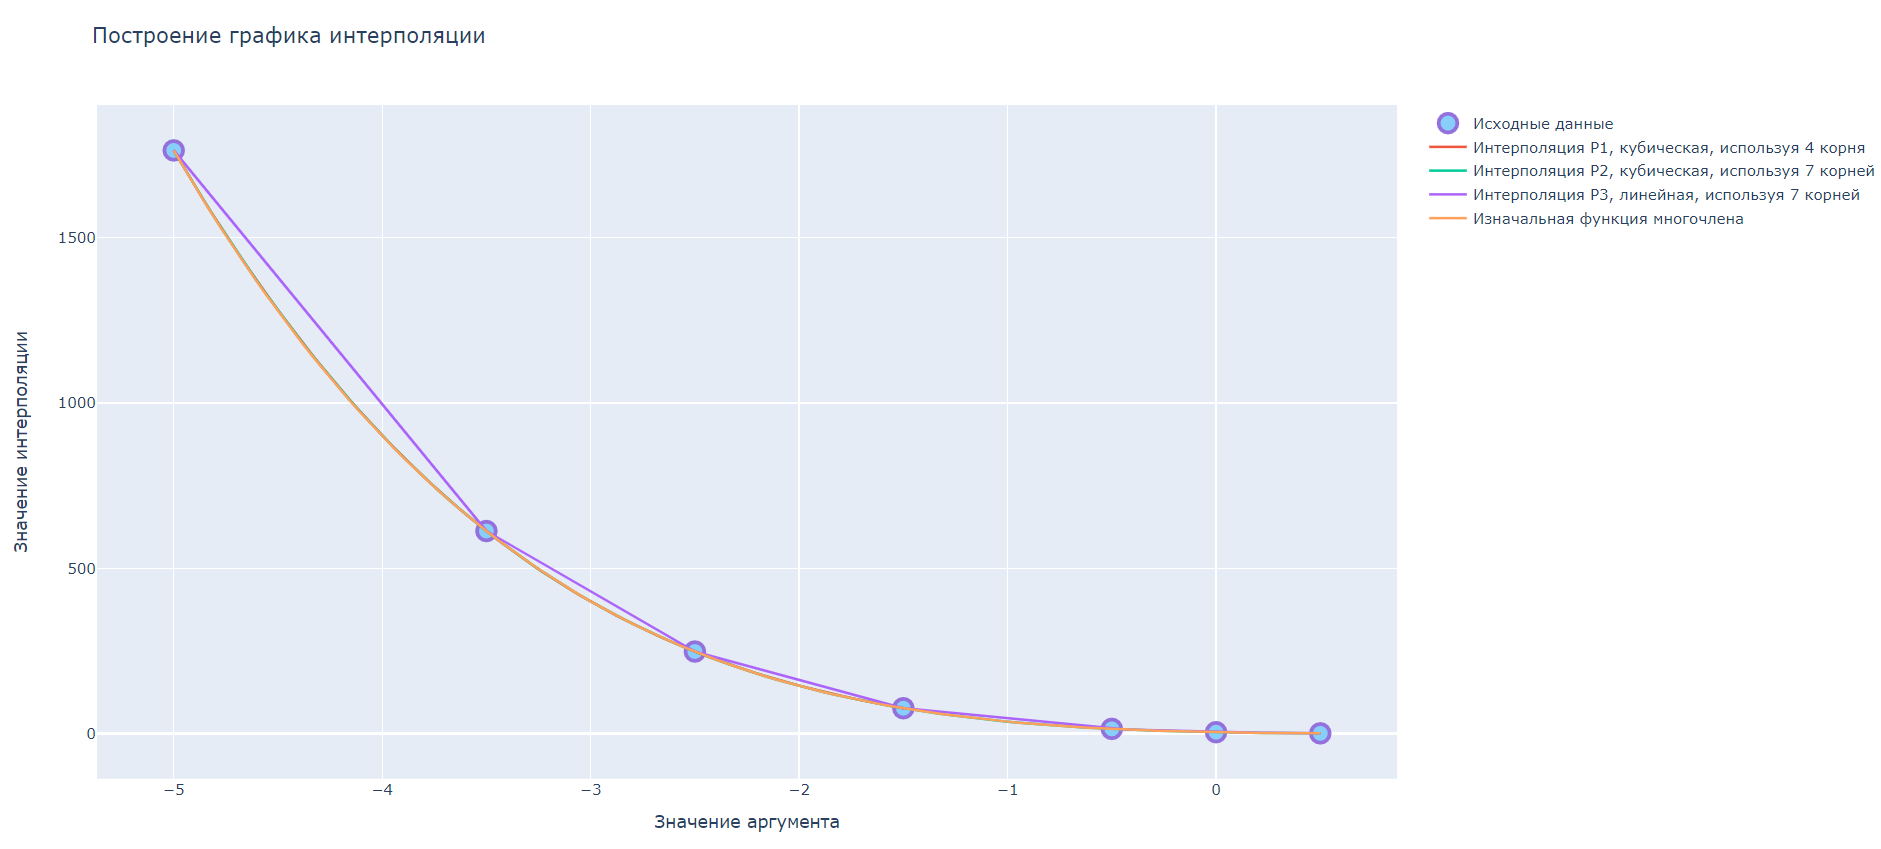 Построение графика интерполяции
Исходные данные
Интерполяция P1, кубическая, используя 4 корня
Интерполяция P2, кубическая, используя 7 корней
Интерполяция P3, линейная, используя 7 корней
Изначальная функция многочлена
Значение интерполяции
1500
1000
500
0
−5
−4
−3
−2
−1
0
Значение аргумента